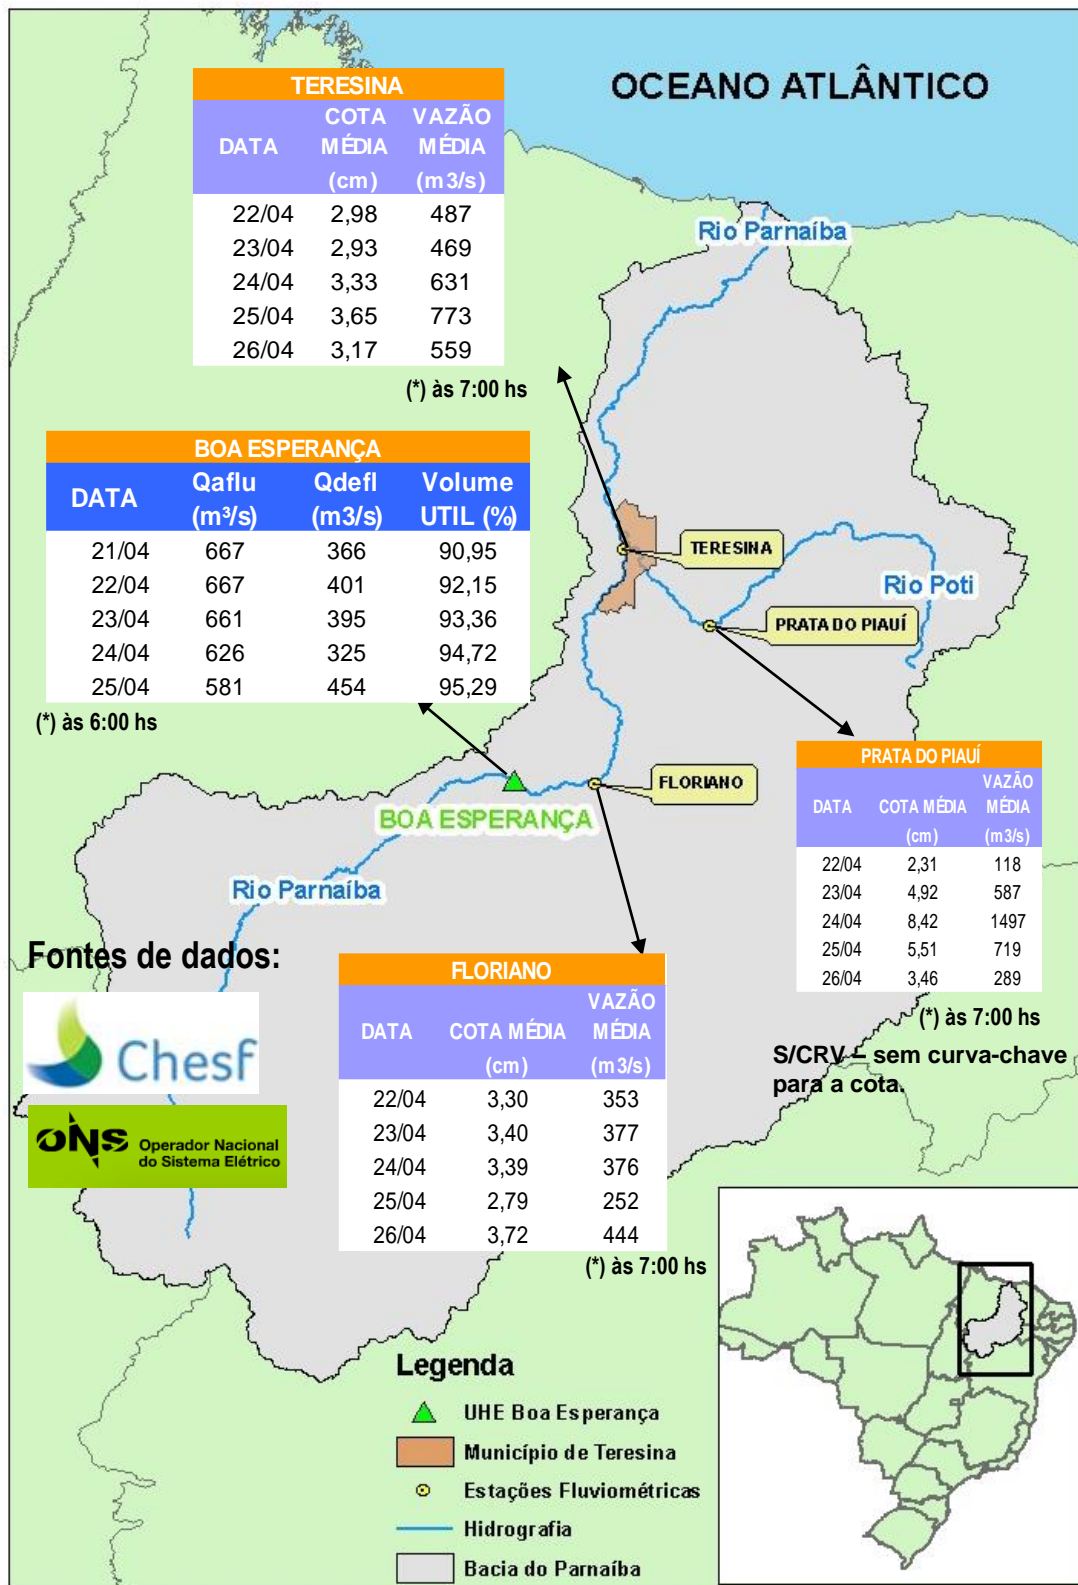 OCEANO ATLÂNTICO
TERESINA
DATA COTA MÉDIA (cm) VAZÃO MÉDIA (m3/s)
22/04 2,98 487
23/04 2,93 469
24/04 3,33 631
25/04 3,65 773
26/04 3,17 559
(*) às 7:00 hs
Rio Parnaíba
BOA ESPERANÇA
DATA Qaflu (m³/s) Qdefl (m3/s) Volume UTIL (%)
21/04 667 366 90,95
22/04 667 401 92,15
23/04 661 395 93,36
24/04 626 325 94,72
25/04 581 454 95,29
(*) às 6:00 hs
TERESINA
Rio Poti
PRATA DO PIAUÍ
FLORIANO
BOA ESPERANÇA
Rio Parnaíba
PRATA DO PIAUÍ
DATA COTA MÉDIA (cm) VAZÃO MÉDIA (m3/s)
22/04 2,31 118
23/04 4,92 587
24/04 8,42 1497
25/04 5,51 719
26/04 3,46 289
(*) às 7:00 hs
S/CRV – sem curva-chave
para a cota.
Fontes de dados:
Chesf
ONS Operador Nacional
do Sistema Elétrico
FLORIANO
DATA COTA MÉDIA (cm) VAZÃO MÉDIA (m3/s)
22/04 3,30 353
23/04 3,40 377
24/04 3,39 376
25/04 2,79 252
26/04 3,72 444
(*) às 7:00 hs
Legenda
UHE Boa Esperança
Município de Teresina
Estações Fluviométricas
Hidrografia
Bacia do Parnaíba